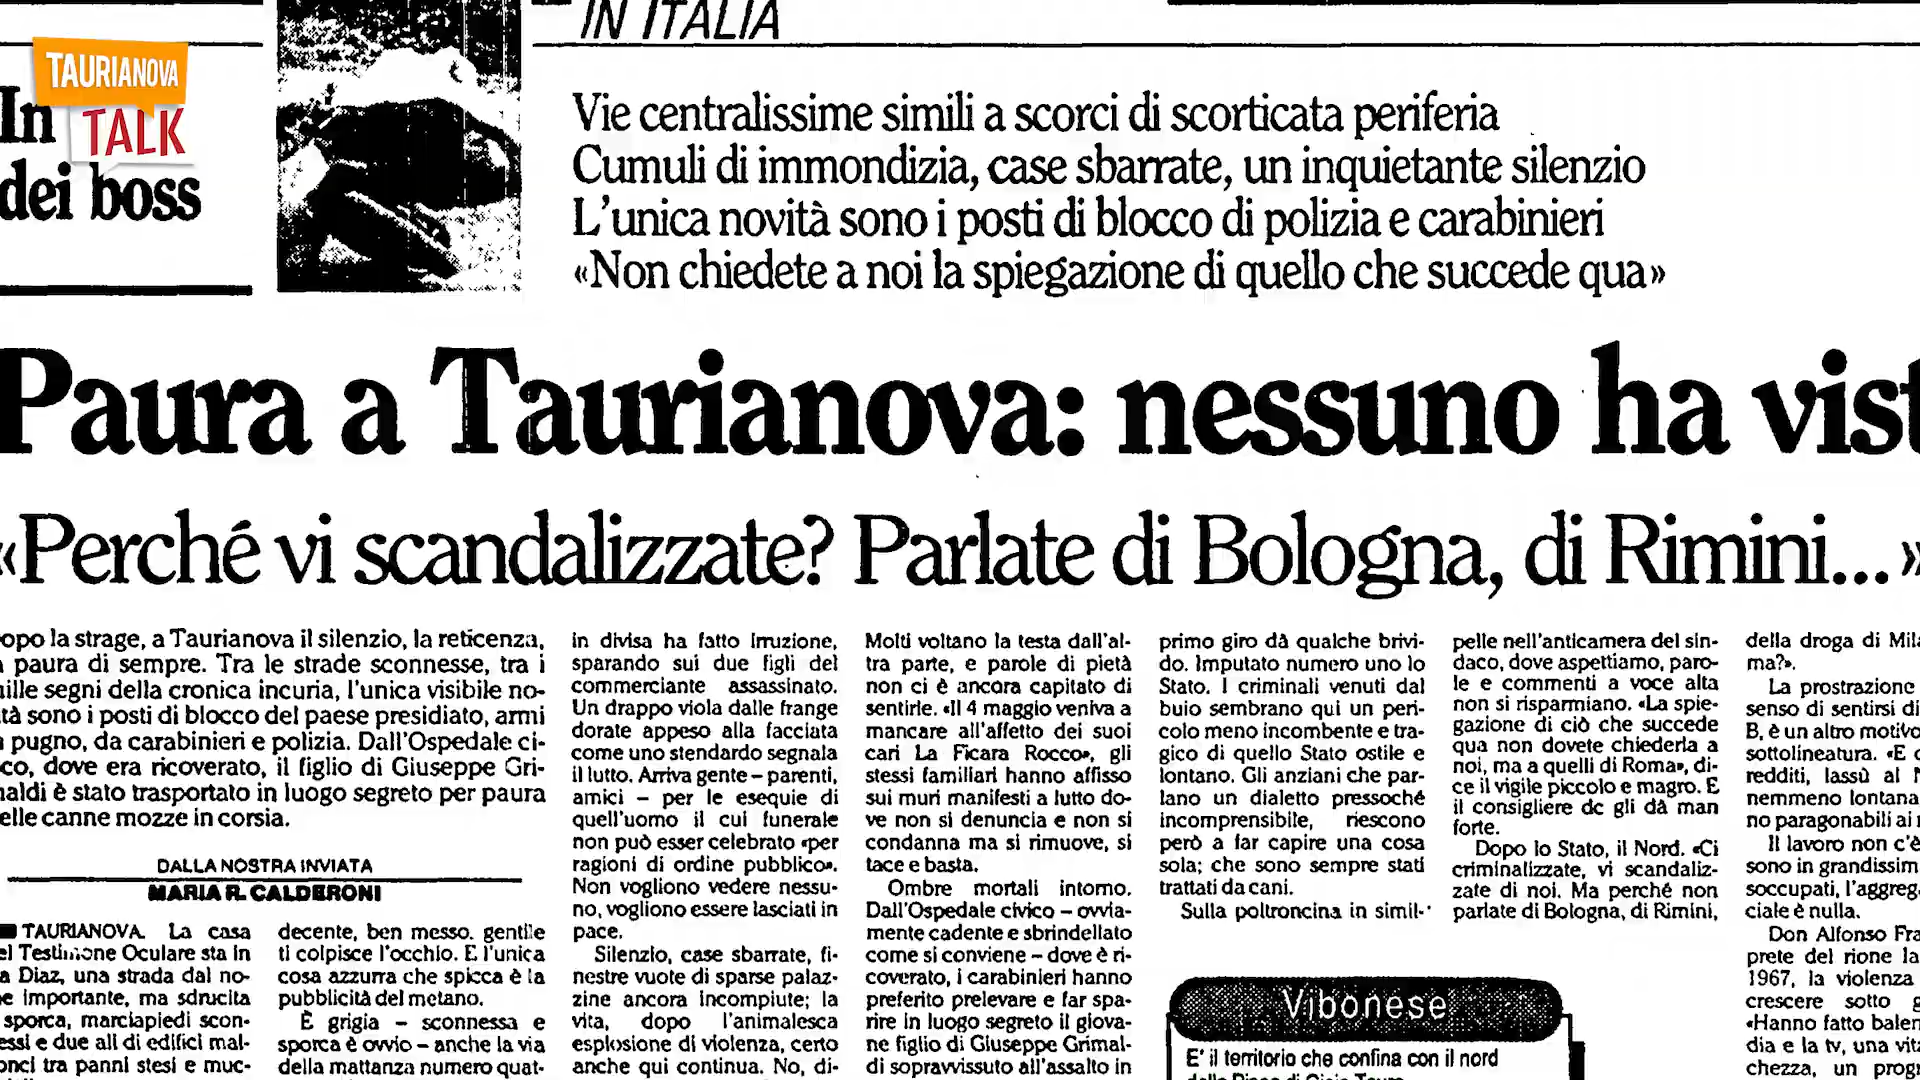 IN ITALIA
TAURIANOVA
TALK
In
dei boss
Vie centralissime simili a scorci di scorticata periferia
Cumuli di immondizia, case sbarrate, un inquietante silenzio
L'unica novità sono i posti di blocco di polizia e carabinieri
«Non chiedete a noi la spiegazione di quello che succede qua»
Paura a Taurianova: nessuno ha vist
«Perché vi scandalizzate? Parlate di Bologna, di Rimini...»
opo la strage, a Taurianova il silenzio, la reticenza,
paura di sempre. Tra le strade sconnesse, tra i
ille segni della cronica incuria, l'unica visibile no-
tà sono i posti di blocco del paese presidiato, armi
pugno, da carabinieri e polizia. Dall'Ospedale ci-
co, dove era ricoverato, il figlio di Giuseppe Gri-
aldi è stato trasportato in luogo segreto per paura
elle canne mozze in corsia.
DALLA NOSTRA INVIATA
MARIA R. CALDERONI
TAURIANOVA. La casa
el Testimone Oculare sta in
a Diaz, una strada dal no-
e importante, ma sdrucita
sporca, marciapiedi scon-
essi e due ali di edifici mal-
onci tra panni stesi e muc-
decente, ben messo, gentile
ti colpisce l'occhio. E l'unica
cosa azzurra che spicca è la
pubblicità del metano.
È grigia – sconnessa e
sporca è ovvio – anche la via
della mattanza numero quat-
in divisa ha fatto irruzione,
sparando sui due figli del
commerciante assassinato.
Un drappo viola dalle frange
dorate appeso alla facciata
come uno stendardo segnala
il lutto. Arriva gente – parenti,
amici – per le esequie di
quell'uomo il cui funerale
non può esser celebrato «per
ragioni di ordine pubblico».
Non vogliono vedere nessu-
no, vogliono essere lasciati in
pace.
Silenzio, case sbarrate, fi-
nestre vuote di sparse palaz-
zine ancora incompiute; la
vita, dopo l'animalesca
esplosione di violenza, certo
anche qui continua. No, di-
Molti voltano la testa dall'al-
tra parte, e parole di pietà
non ci è ancora capitato di
sentirle. «Il 4 maggio veniva a
mancare all'affetto dei suoi
cari La Ficara Rocco», gli
stessi familiari hanno affisso
sui muri manifesti a lutto do-
ve non si denuncia e non si
condanna ma si rimuove, si
tace e basta.
Ombre mortali intorno.
Dall'Ospedale civico – ovvia-
mente cadente e sbrindellato
come si conviene – dove è ri-
coverato, i carabinieri hanno
preferito prelevare e far spa-
rire in luogo segreto il giova-
ne figlio di Giuseppe Grimal-
di sopravvissuto all'assalto in
primo giro dà qualche brivi-
do. Imputato numero uno lo
Stato. I criminali venuti dal
buio sembrano qui un peri-
colo meno incombente e tra-
gico di quello Stato ostile e
lontano. Gli anziani che par-
lano un dialetto pressoché
incomprensibile, riescono
però a far capire una cosa
sola; che sono sempre stati
trattati da cani.
Sulla poltroncina in simil-
pelle nell'anticamera del sin-
daco, dove aspettiamo, paro-
le e commenti a voce alta
non si risparmiano. «La spie-
gazione di ciò che succede
qua non dovete chiederla a
noi, ma a quelli di Roma», di-
ce il vigile piccolo e magro. E
il consigliere dc gli dà man
forte.
Dopo lo Stato, il Nord. «Ci
criminalizzate, vi scandaliz-
zate di noi. Ma perché non
parlate di Bologna, di Rimini,
della droga di Mila
ma?».
La prostrazione
senso di sentirsi di
B, è un altro motivo
sottolineatura. «E c
redditi, lassù al N
nemmeno lontana
no paragonabili ai
Il lavoro non c'è
sono in grandissim
soccupati, l'aggreg
ciale è nulla.
Don Alfonso Fra
prete del rione la
1967, la violenza
crescere sotto g
«Hanno fatto balen
dia e la tv, una vita
chezza, un progr
Vibonese
E' il territorio che confina con il nord
della Piana di Gioia Tauro